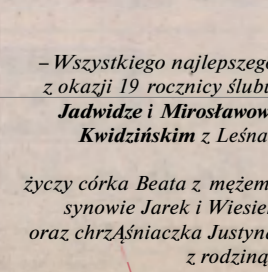 – Wszystkiego najlepszego
z okazji 19 rocznicy ślubu
Jadwidze i Mirosławow
Kwidzińskim z Leśna
życzy córka Beata z mężem
synowie Jarek i Wiesie
oraz chrzĄśniaczka Justyna
z rodziną